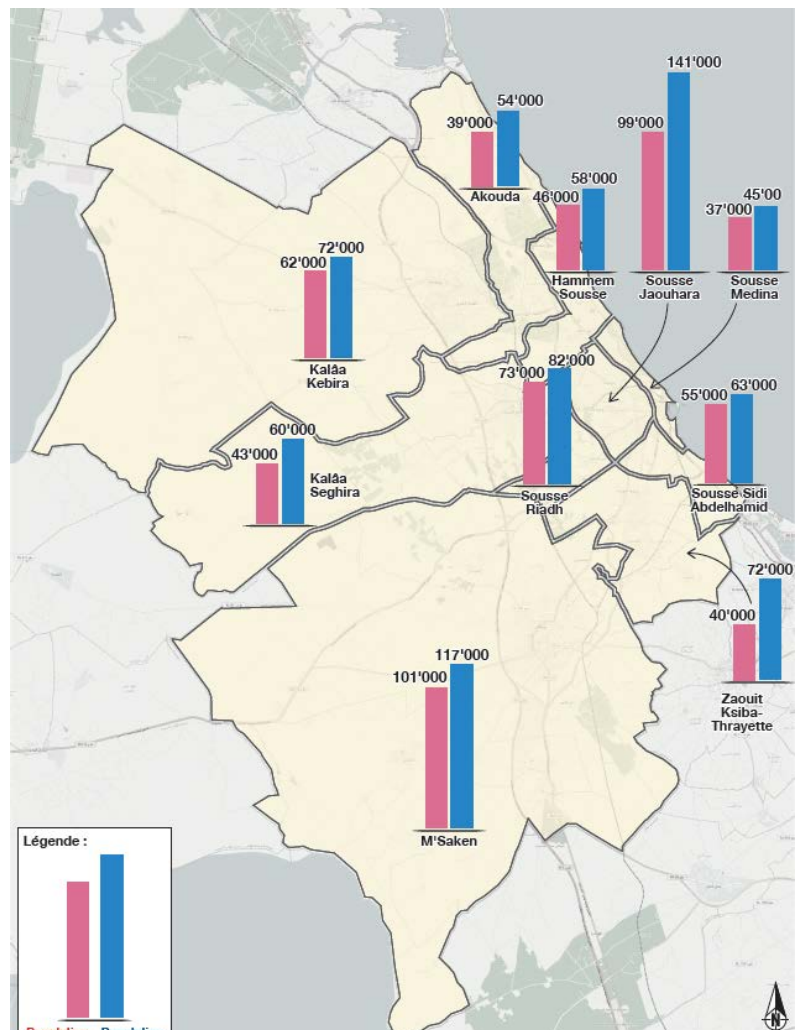 141'000
54'000
39'000
99'000
Akouda
58'000
46'000
45'00
37'000
Hammem
Sousse
Sousse
Jaouhara
Sousse
Medina
72'000
62'000
Kalâa
Kebira
82'000
73'000
Sousse
Riadh
63'000
55'000
Sousse Sidi
Abdelhamid
60'000
43'000
Kalâa
Seghira
72'000
40'000
Zaouit
Ksiba-
Thrayette
117'000
101'000
M'Saken
Légende :
N